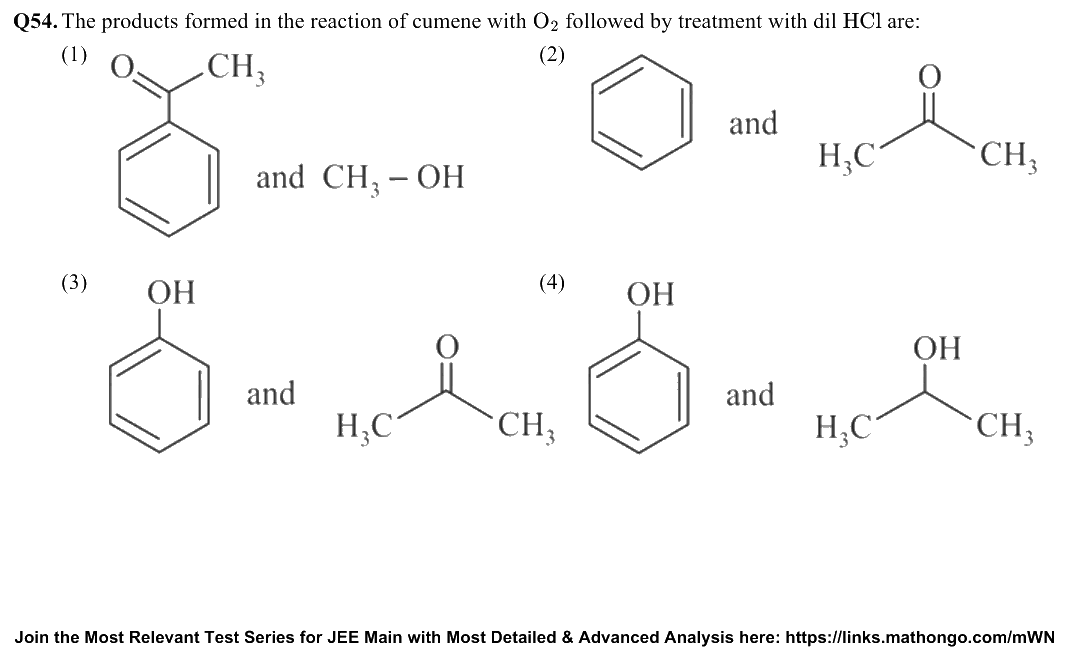 Q54. The products formed in the reaction of cumene with O₂ followed by treatment with dil HCl are:
(1) (2)
O CH₃
O
and
and CH₃ – OH
H₃C CH₃
(3) (4)
OH OH
O OH
and and
H₃C CH₃ H₃C CH₃
Join the Most Relevant Test Series for JEE Main with Most Detailed & Advanced Analysis here: https://links.mathongo.com/mWN